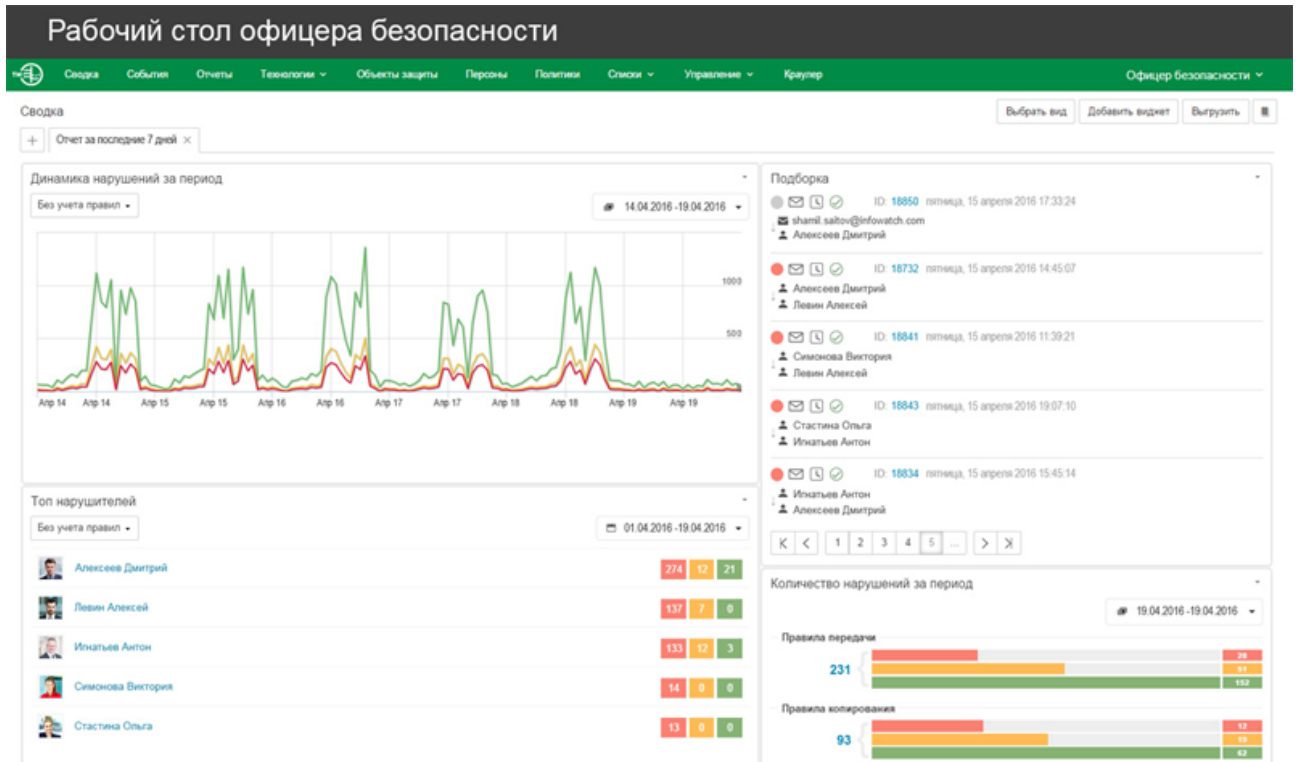 Рабочий стол офицера безопасности
ТМ Сводка События Отчеты Технологии Объекты защиты Персоны Политики Списки Управление Краулер Офицер безопасности
Сводка
Выбрать вид Добавить виджет Выгрузить
+ Отчет за последние 7 дней ×
Динамика нарушений за период
Без учета правил
14.04.2016 -19.04.2016
1000
500
Апр 14 Апр 14 Апр 15 Апр 15 Апр 16 Апр 16 Апр 17 Апр 17 Апр 18 Апр 18 Апр 19 Апр 19
Топ нарушителей
Без учета правил
01.04.2016 -19.04.2016
Алексеев Дмитрий 274 12 21
Левин Алексей 137 7 0
Игнатьев Антон 133 12 3
Симонова Виктория 14 0 0
Стастина Ольга 13 0 0
Подборка
ID: 18850 пятница, 15 апреля 2016 17:33:24
shamil.saitov@infowatch.com
Алексеев Дмитрий
ID: 18732 пятница, 15 апреля 2016 14:45:07
Алексеев Дмитрий
Левин Алексей
ID: 18841 пятница, 15 апреля 2016 11:39:21
Симонова Виктория
Левин Алексей
ID: 18843 пятница, 15 апреля 2016 19:07:10
Стастина Ольга
Игнатьев Антон
ID: 18834 пятница, 15 апреля 2016 15:45:14
Игнатьев Антон
Алексеев Дмитрий
1 2 3 4 5 ...
Количество нарушений за период
19.04.2016 -19.04.2016
Правила передачи
28
231 51
152
Правила копирования
12
93 
62